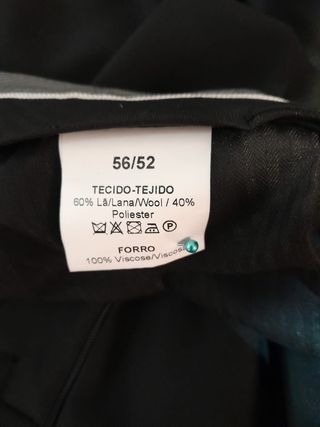 56/52
TECIDO-TEJIDO
60% Lã/Lana/Wool / 40%
Poliester
P
FORRO
100% Viscose/Viscosa